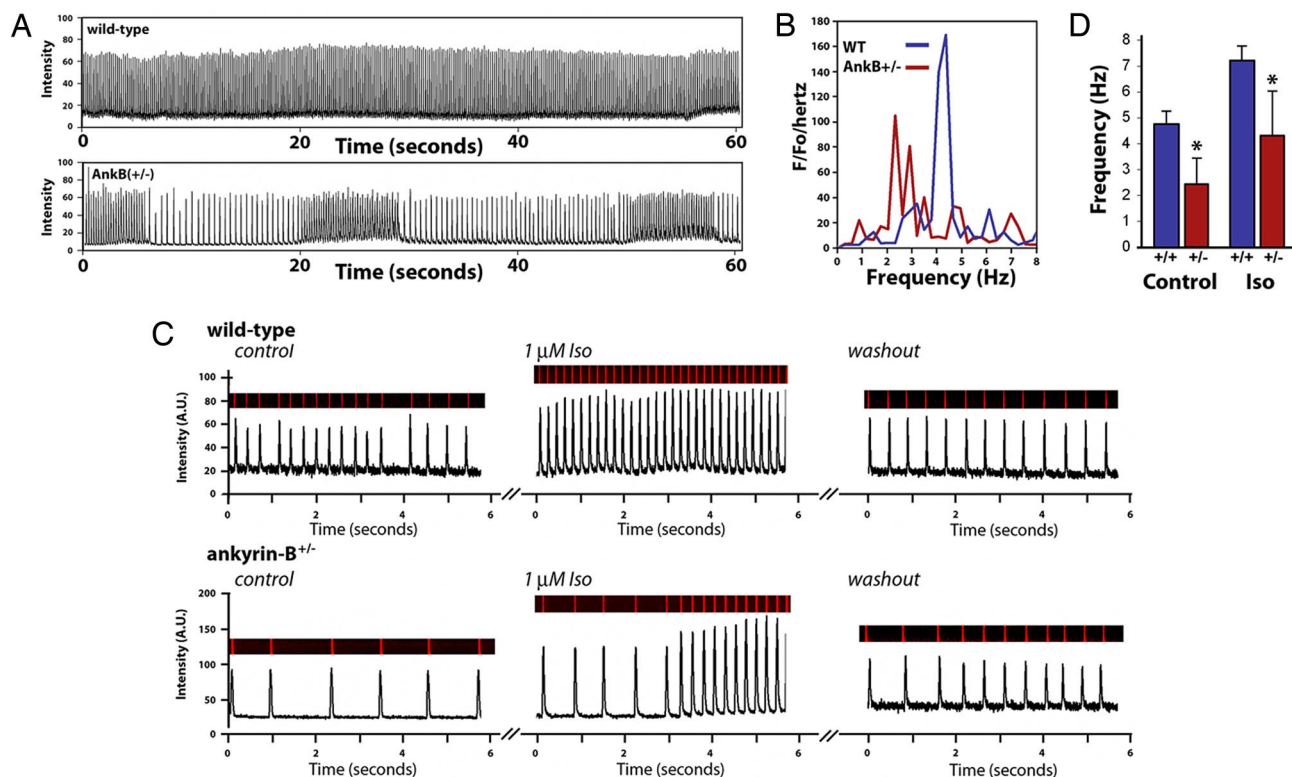 A
wild-type
Intensity
100
80
60
40
20
0
0 20 40 60
Time (seconds)
AnkB(+/-)
Intensity
100
80
60
40
20
0
0 20 40 60
Time (seconds)
B
WT
AnkB+/-
F/Fo/hertz
180
160
140
120
100
80
60
40
20
0
0 1 2 3 4 5 6 7 8
Frequency (Hz)
D
Frequency (Hz)
8
7
6
5
4
3
2
1
0
* *
+/+ +/- +/+ +/-
Control Iso
C
wild-type
control 1 μM Iso washout
Intensity (A.U.)
100
80
60
40
20
0
0 2 4 6 0 2 4 6 0 2 4 6
Time (seconds) Time (seconds) Time (seconds)
ankyrin-B+/-
control 1 μM Iso washout
Intensity (A.U.)
200
150
100
50
0
0 2 4 6 0 2 4 6 0 2 4 6
Time (seconds) Time (seconds) Time (seconds)